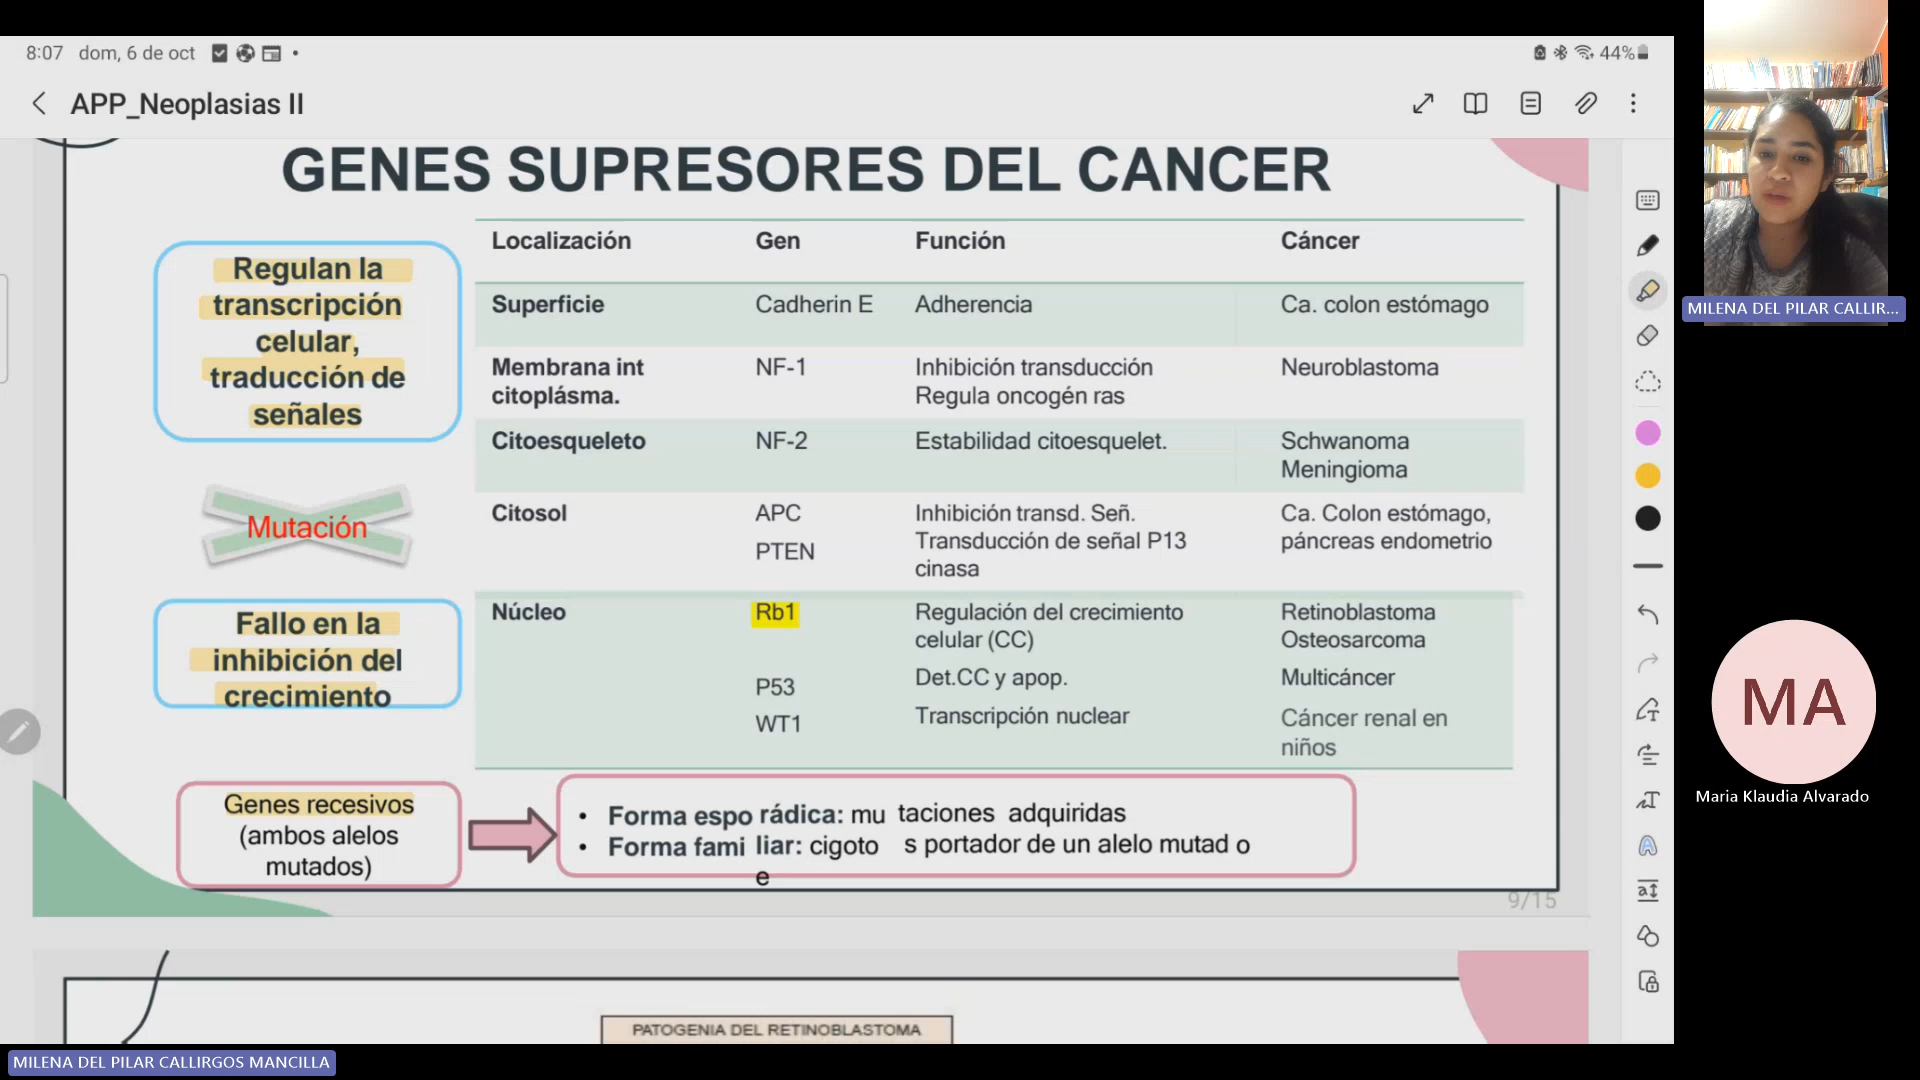 8:07 dom, 6 de oct
44%
APP_Neoplasias II
GENES SUPRESORES DEL CANCER
Regulan la
transcripción
celular,
traducción de
señales
Mutación
Fallo en la
inhibición del
crecimiento
Localización Gen Función Cáncer
Superficie Cadherin E Adherencia Ca. colon estómago
Membrana int NF-1 Inhibición transducción Neuroblastoma
citoplásma. Regula oncogén ras
Citoesqueleto NF-2 Estabilidad citoesquelet. Schwanoma
Meningioma
Citosol APC Inhibición transd. Señ. Ca. Colon estómago,
PTEN Transducción de señal P13 páncreas endometrio
cinasa
Núcleo Rb1 Regulación del crecimiento Retinoblastoma
celular (CC) Osteosarcoma
P53 Det.CC y apop. Multicáncer
WT1 Transcripción nuclear Cáncer renal en
niños
Genes recesivos
(ambos alelos
mutados)
• Forma espo rádica: mu taciones adquiridas
• Forma fami liar: cigoto s portador de un alelo mutad o
e
9/15
PATOGENIA DEL RETINOBLASTOMA
MILENA DEL PILAR CALLIRGOS MANCILLA
MILENA DEL PILAR CALLIR...
MA
Maria Klaudia Alvarado